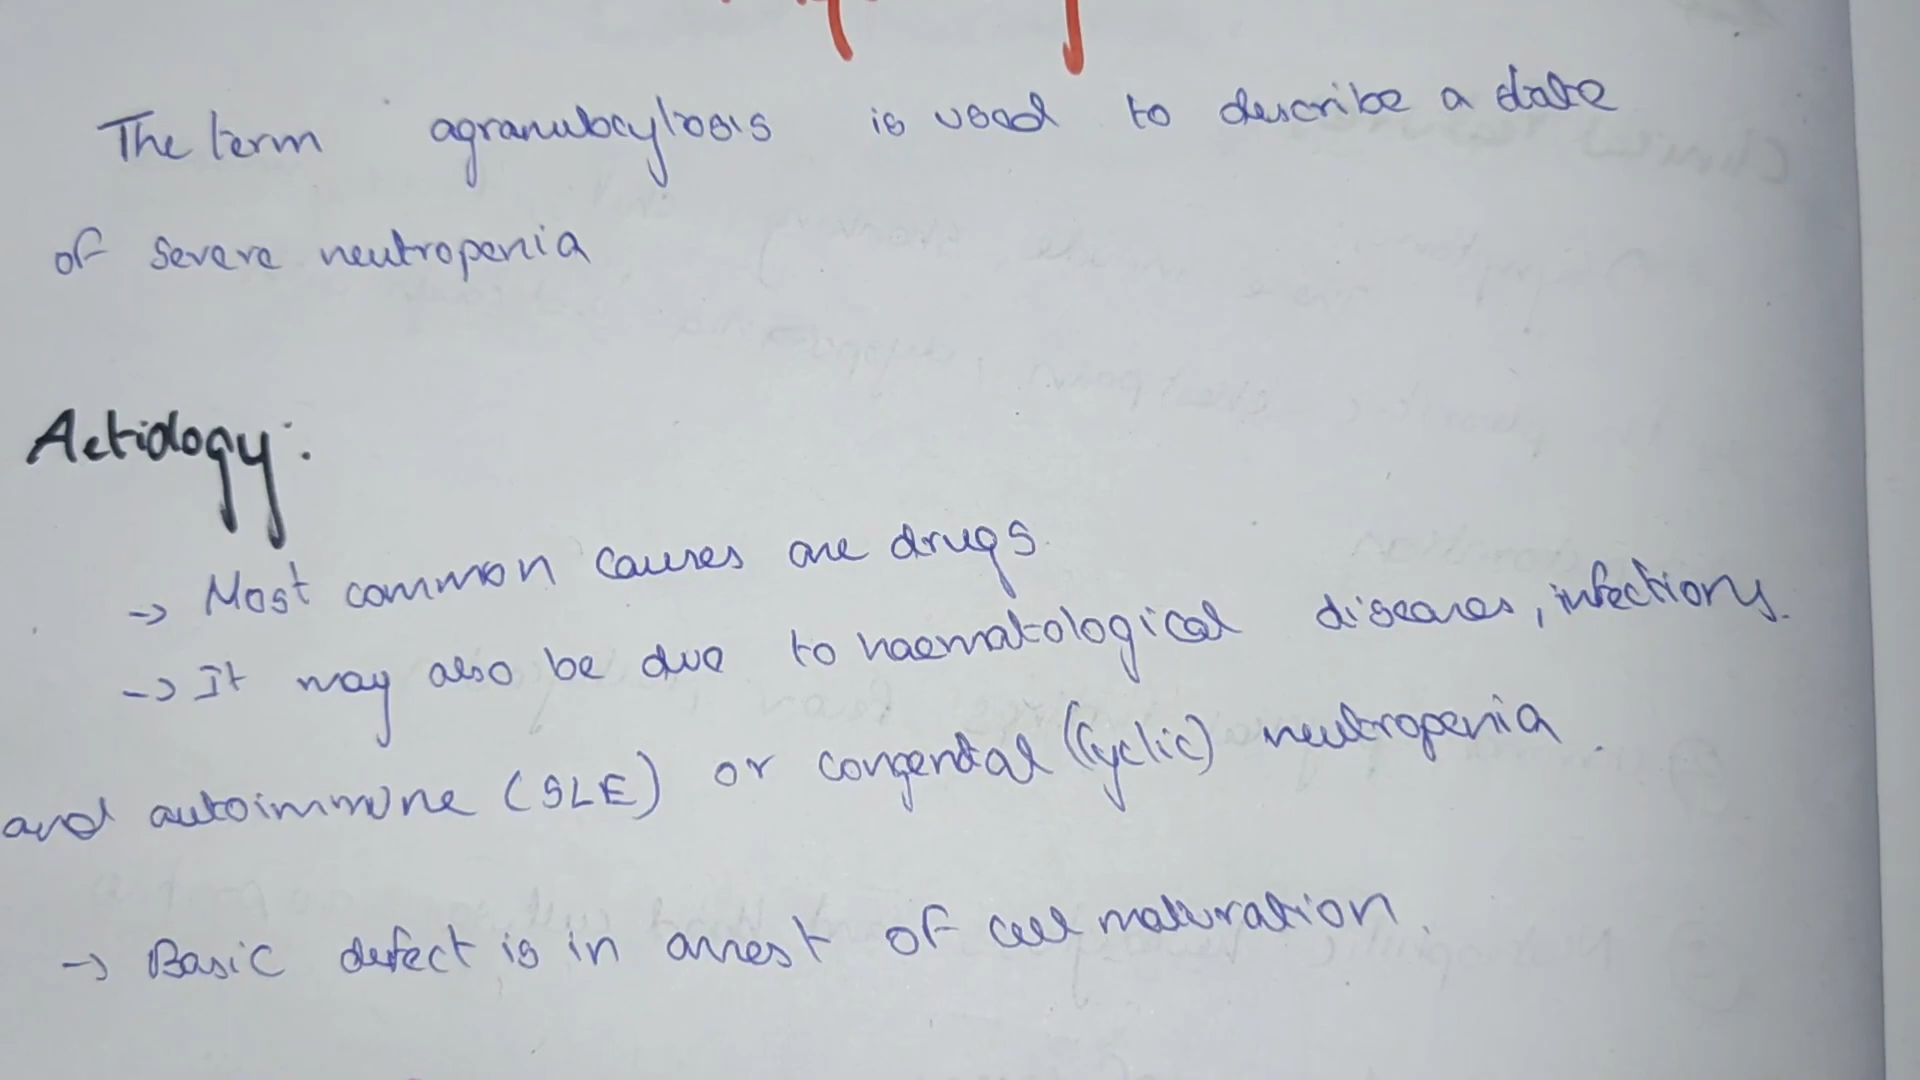 The term agranulocytosis is used to describe a state
of severe neutropenia
Aetiology:
-> Most common causes are drugs.
-> It may also be due to haematological diseases, infections.
and autoimmune (SLE) or congenital (Cyclic) neutropenia.
-> Basic defect is in arrest of cell maturation.